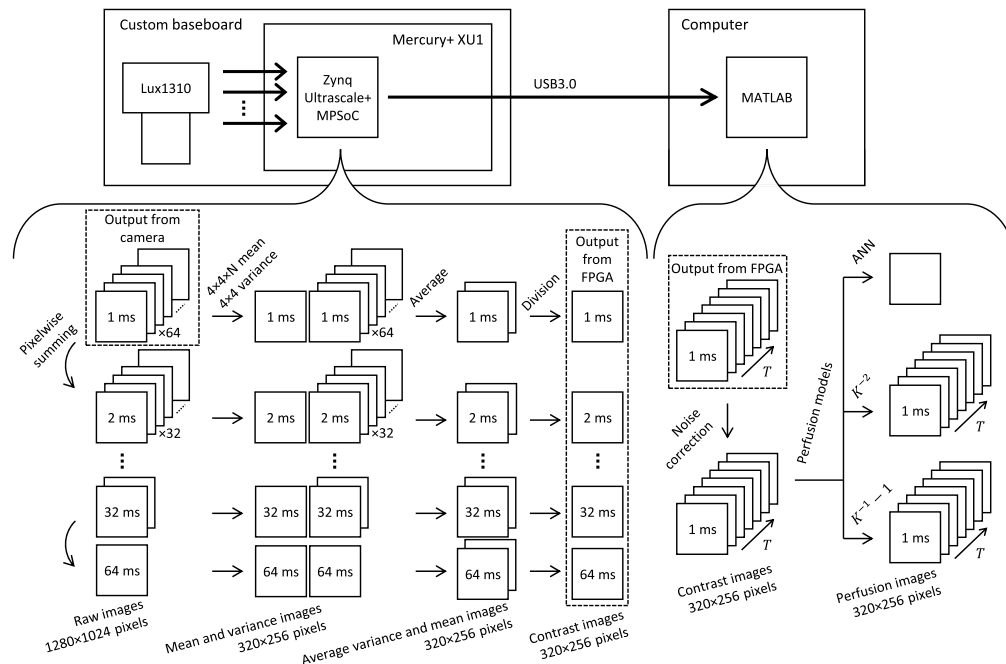 Custom baseboard
Mercury+ XU1
Computer
Lux1310
Zynq
Ultrascale+
MPSoC
USB3.0
MATLAB
Output from
camera
4×4×N mean
4×4 variance
Average
Division
Output
from
FPGA
Pixelwise
summing
1 ms
×64
1 ms
1 ms
×64
1 ms
1 ms
2 ms
×32
2 ms
2 ms
×32
2 ms
2 ms
32 ms
32 ms
32 ms
32 ms
32 ms
64 ms
64 ms
64 ms
64 ms
64 ms
Raw images
1280×1024 pixels
Mean and variance images
320×256 pixels
Average variance and mean images
320×256 pixels
Contrast images
320×256 pixels
Output from FPGA
1 ms
T
Noise
correction
1 ms
T
Contrast images
320×256 pixels
Perfusion models
ANN
K⁻²
1 ms
T
K⁻¹ − 1
1 ms
T
Perfusion images
320×256 pixels